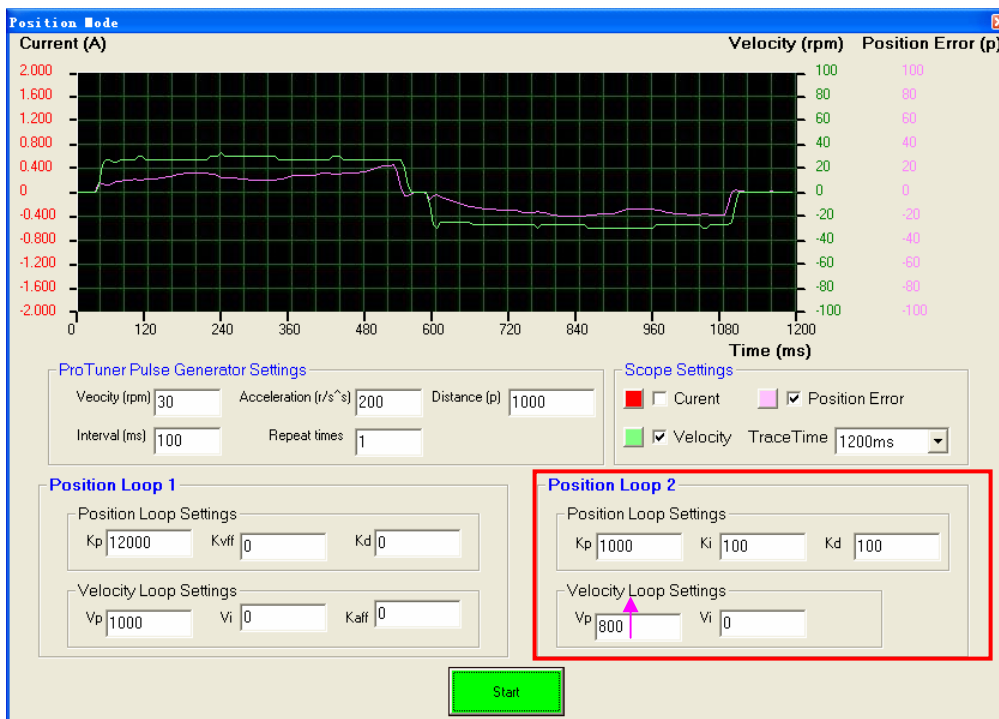 Position Mode
Current (A) Velocity (rpm) Position Error (p)
2.000 100 100
1.600 80 80
1.200 60 60
0.800 40 40
0.400 20 20
0 0 0
-0.400 -20 -20
-0.800 -40 -40
-1.200 -60 -60
-1.600 -80 -80
-2.000 -100 -100
0 120 240 360 480 600 720 840 960 1080 1200
Time (ms)
ProTuner Pulse Generator Settings
Veocity (rpm) 30 Acceleration (r/s^s) 200 Distance (p) 1000
Interval (ms) 100 Repeat times 1
Scope Settings
Curent Position Error
Velocity TraceTime 1200ms
Position Loop 1
Position Loop Settings
Kp 12000 Kvff 0 Kd 0
Velocity Loop Settings
Vp 1000 Vi 0 Kaff 0
Position Loop 2
Position Loop Settings
Kp 1000 Ki 100 Kd 100
Velocity Loop Settings
Vp 800 Vi 0
Start